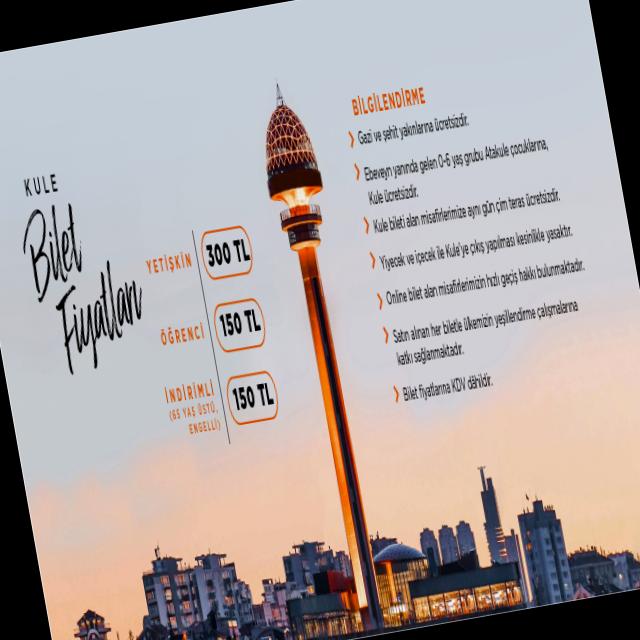 KULE
Bilet
Fiyatları
YETİŞKİN
300 TL
ÖĞRENCİ
150 TL
İNDİRİMLİ
(65 YAŞ ÜSTÜ,
ENGELLİ)
150 TL
BİLGİLENDİRME
Gazi ve şehit yakınlarına ücretsizdir.
Ebeveyn yanında gelen 0-6 yaş grubu Atakule çocuklarına,
Kule ücretsizdir.
Kule bileti alan misafirlerimize aynı gün çim teras ücretsizdir.
Yiyecek ve içecek ile Kule'ye çıkış yapılması kesinlikle yasaktır.
Online bilet alan misafirlerimizin hızlı geçiş hakkı bulunmaktadır.
Satın alınan her biletle ülkemizin yeşillendirme çalışmalarına
katkı sağlanmaktadır.
Bilet fiyatlarına KDV dâhildir.